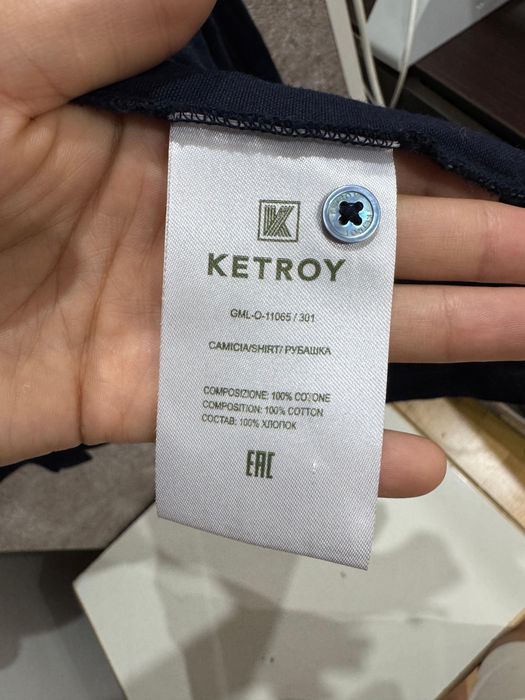 KETROY
GML-O-11065 / 301
CAMICIA/SHIRT/ РУБАШКА
COMPOSIZIONE: 100% COTONE
COMPOSITION: 100% COTTON
СОСТАВ: 100% ХЛОПОК
EAC